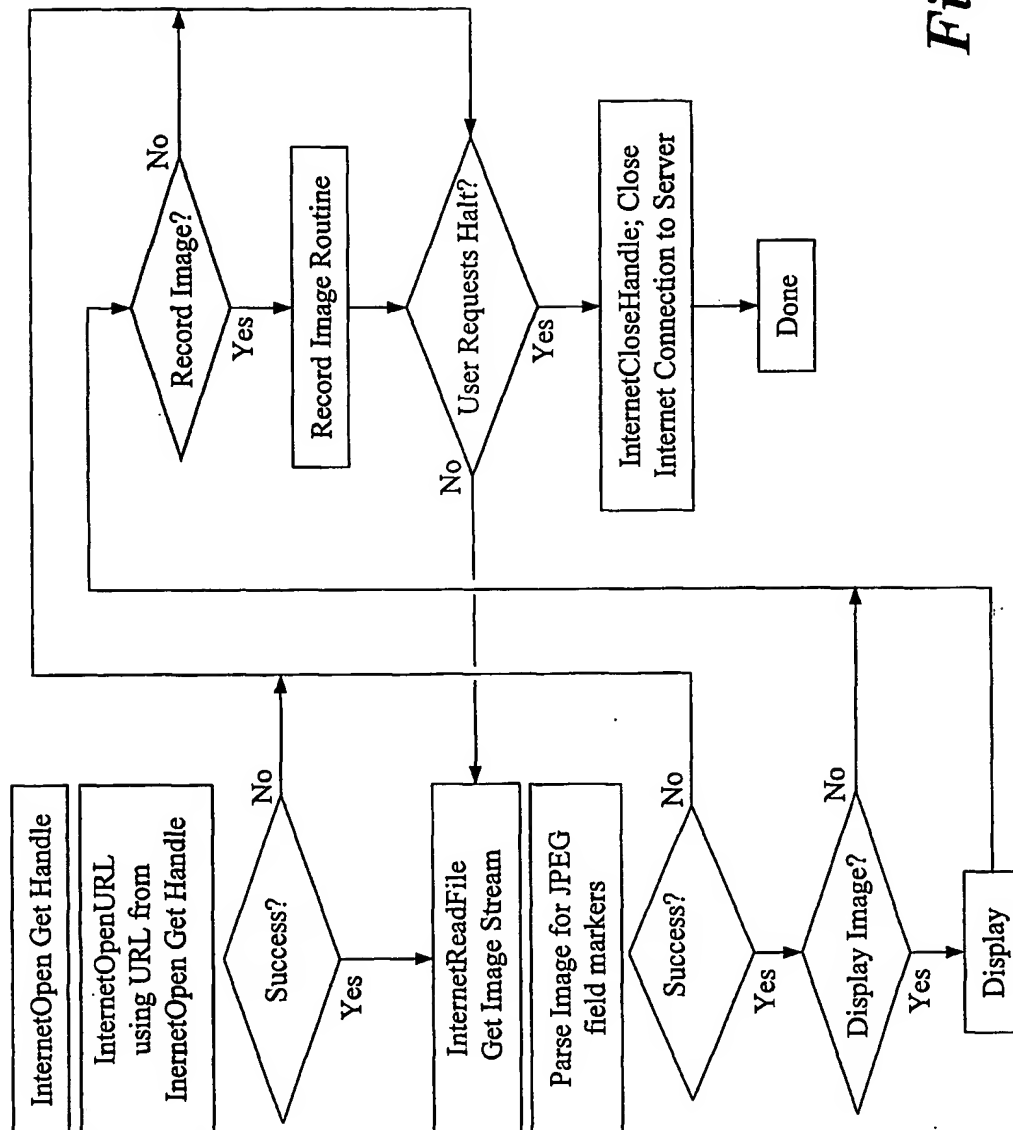 InternetOpen Get Handle
InternetOpenURL
using URL from
InernetOpen Get Handle
Success?
No
Yes
InternetReadFile
Get Image Stream
Parse Image for JPEG
field markers
Success?
No
Yes
Display Image?
No
Yes
Display
Record Image?
No
Yes
Record Image Routine
User Requests Halt?
No
Yes
InternetCloseHandle; Close
Internet Connection to Server
Done